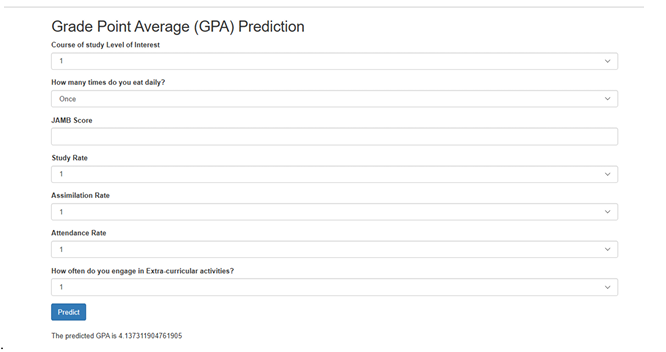 Grade Point Average (GPA) Prediction
Course of study Level of Interest
1
How many times do you eat daily?
Once
JAMB Score
Study Rate
1
Assimilation Rate
1
Attendance Rate
1
How often do you engage in Extra-curricular activities?
1
Predict
The predicted GPA is 4.137311904761905